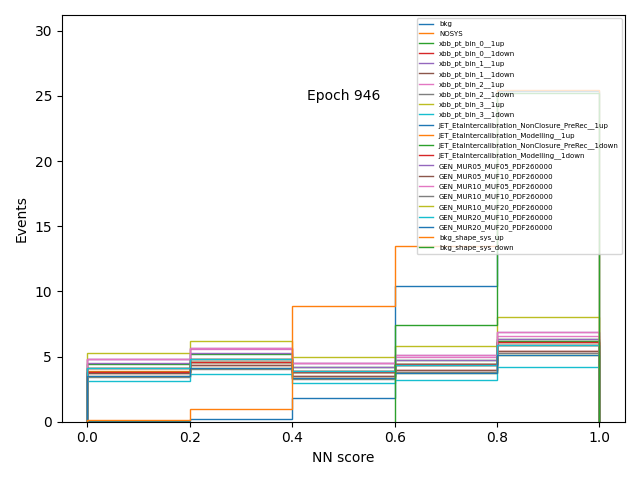 bkg
NOSYS
xbb_pt_bin_0__1up
xbb_pt_bin_0__1down
xbb_pt_bin_1__1up
xbb_pt_bin_1__1down
xbb_pt_bin_2__1up
xbb_pt_bin_2__1down
xbb_pt_bin_3__1up
xbb_pt_bin_3__1down
JET_EtaIntercalibration_NonClosure_PreRec__1up
JET_EtaIntercalibration_Modelling__1up
JET_EtaIntercalibration_NonClosure_PreRec__1down
JET_EtaIntercalibration_Modelling__1down
GEN_MUR05_MUF05_PDF260000
GEN_MUR05_MUF10_PDF260000
GEN_MUR10_MUF05_PDF260000
GEN_MUR10_MUF10_PDF260000
GEN_MUR10_MUF20_PDF260000
GEN_MUR20_MUF10_PDF260000
GEN_MUR20_MUF20_PDF260000
bkg_shape_sys_up
bkg_shape_sys_down
Epoch 946
Events
30
25
20
15
10
5
0
0.0 0.2 0.4 0.6 0.8 1.0
NN score